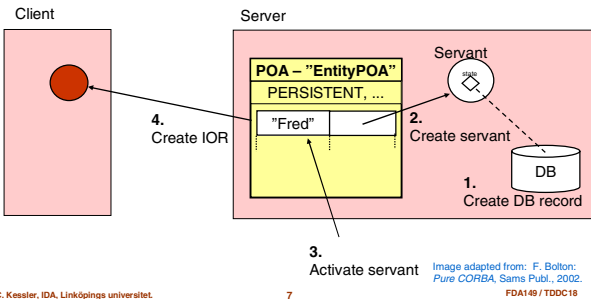 Client
Server
Servant
state
POA – "EntityPOA"
PERSISTENT, ...
"Fred"
4.
Create IOR
2.
Create servant
DB
1.
Create DB record
3.
Activate servant
Image adapted from: F. Bolton:
Pure CORBA, Sams Publ., 2002.
C. Kessler, IDA, Linköpings universitet.
7
FDA149 / TDDC18